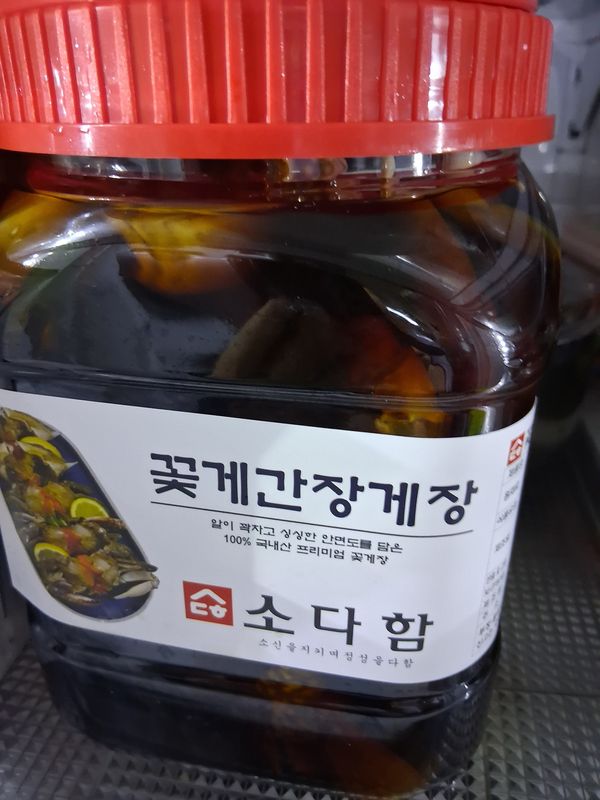 꽃게간장게장
알이 꽉차고 싱싱한 안면도를 담은
100% 국내산 프리미엄 꽃게장
소다함
소신을지키며정성을다함